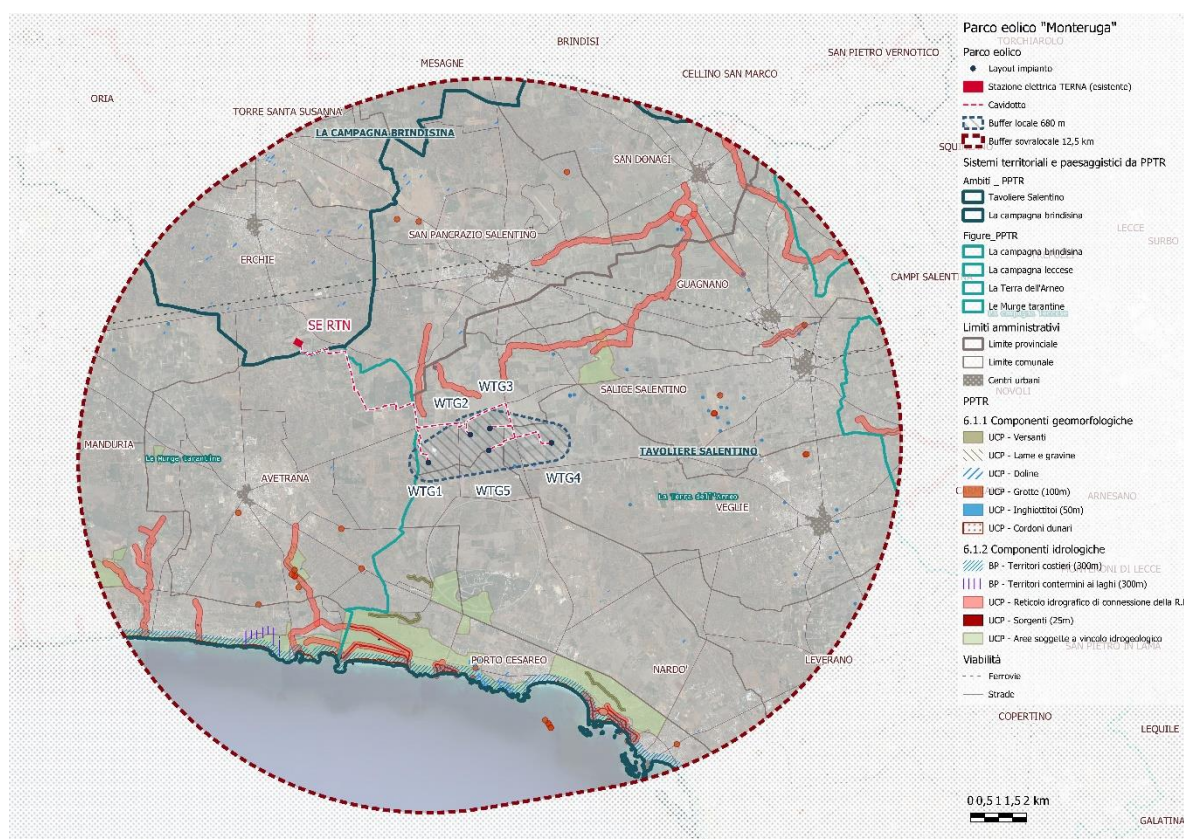 BRINDISI
MESAGNE
SAN PIETRO VERNOTICO
CELLINO SAN MARCO
ORIA
TORRE SANTA SUSANNA
LA CAMPAGNA BRINDISINA
SAN DONACI
SAN PANCRAZIO SALENTINO
ERCHIE
GUAGNANO
CAMPI SALENTINA
LECCE
SURBO
SE RTN
WTG3
WTG2
SALICE SALENTINO
MANDURIA
Le Murge tarantine
TAVOLIERE SALENTINO
AVETRANA
WTG1
WTG5
WTG4
La Terra dell'Arneo
VEGLIE
ARNESANO
PORTO CESAREO
NARDO'
LEVERANO
COPERTINO
LEQUILE
GALATINA
Parco eolico "Monteruga"
TORCHIAROLO
Parco eolico
Layout impianto
Stazione elettrica TERNA (esistente)
Cavidotto
Buffer locale 680 m
Buffer sovralocale 12,5 km
Sistemi territoriali e paesaggistici da PPTR
Ambiti _ PPTR
Tavoliere Salentino
La campagna brindisina
Figure_PPTR
La campagna brindisina
La campagna leccese
La Terra dell'Arneo
Le Murge tarantine
Limiti amministrativi
Limite provinciale
Limite comunale
Centri urbani
NOVOLI
PPTR
6.1.1 Componenti geomorfologiche
UCP - Versanti
UCP - Lame e gravine
UCP - Doline
UCP - Grotte (100m)
UCP - Inghiottitoi (50m)
UCP - Cordoni dunari
6.1.2 Componenti idrologiche
BP - Territori costieri (300m)
BP - Territori contermini ai laghi (300m)
UCP - Reticolo idrografico di connessione della R.
UCP - Sorgenti (25m)
UCP - Aree soggette a vincolo idrogeologico
SAN PIETRO IN LAMA
Viabilità
Ferrovie
Strade
0 0,5 1 1,5 2 km